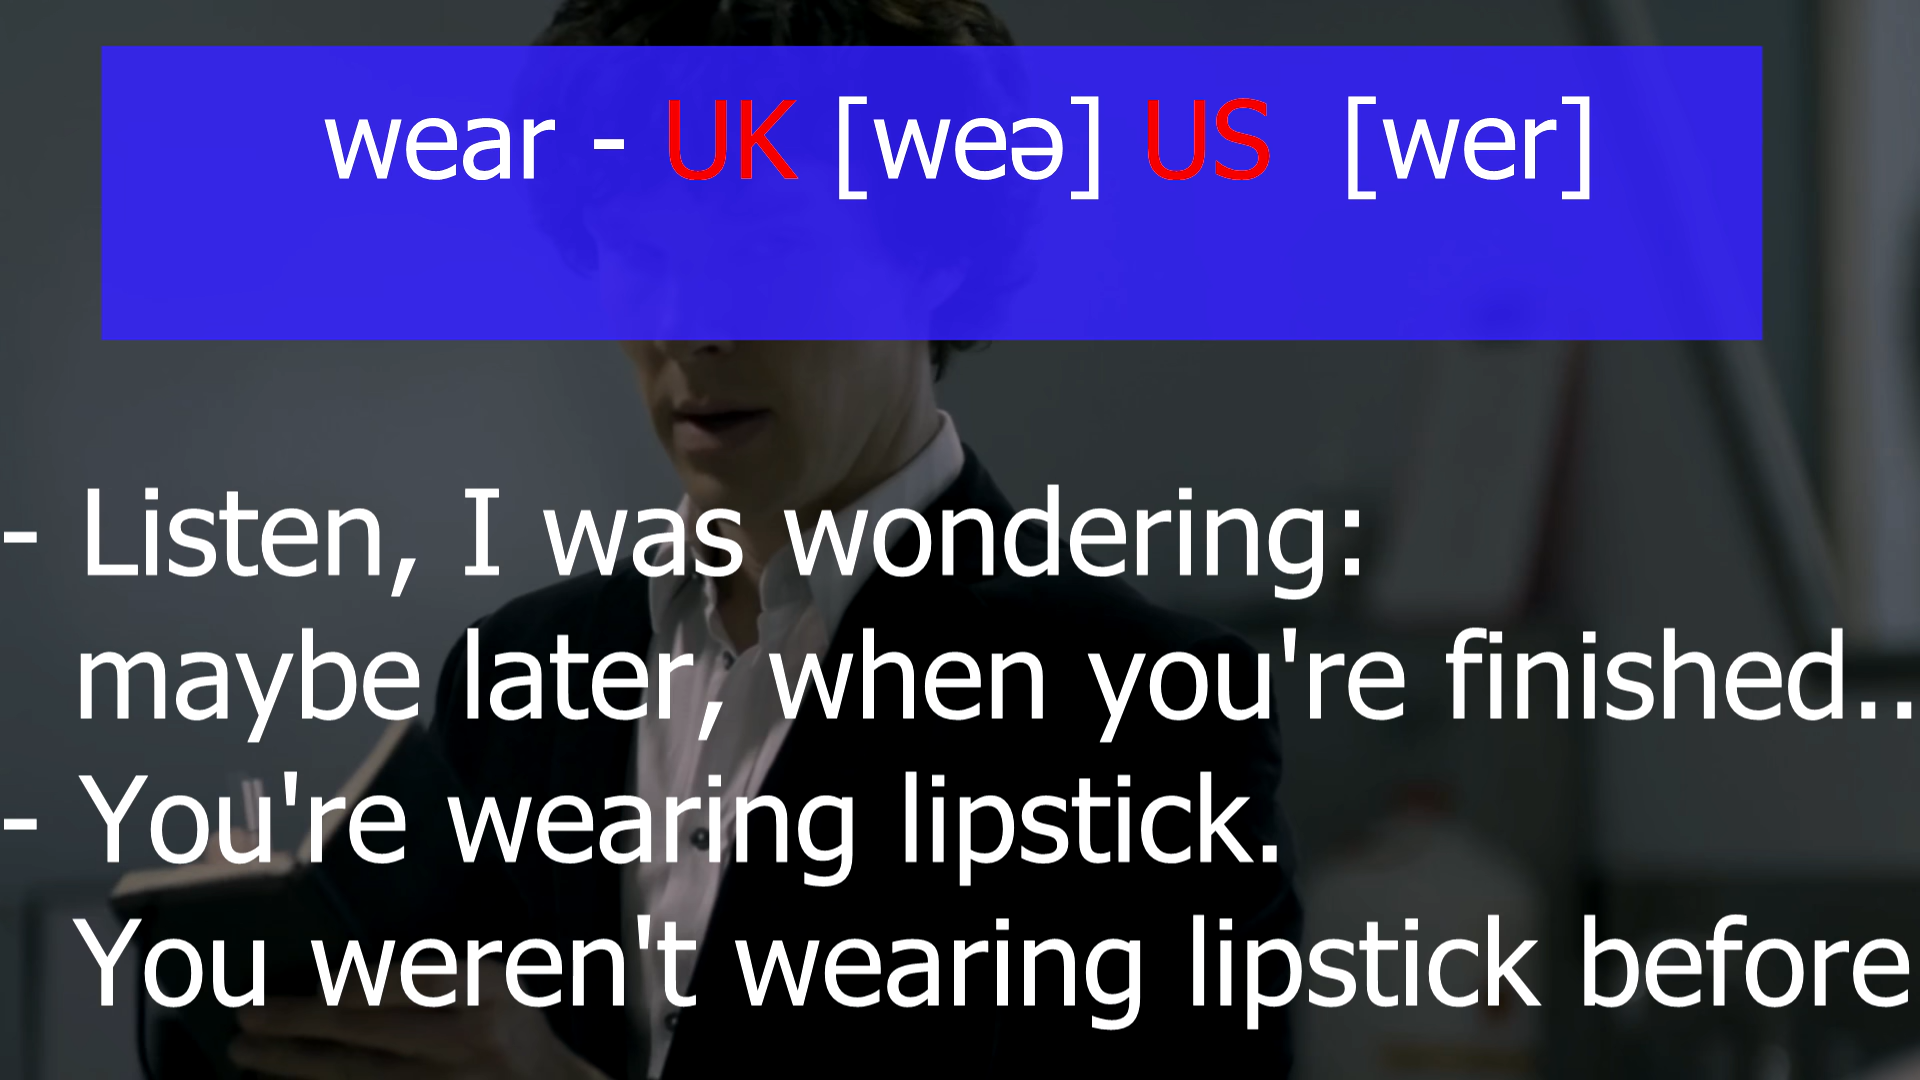 wear - UK [weə] US [wer]
- Listen, I was wondering:
maybe later, when you're finished..
- You're wearing lipstick.
You weren't wearing lipstick before